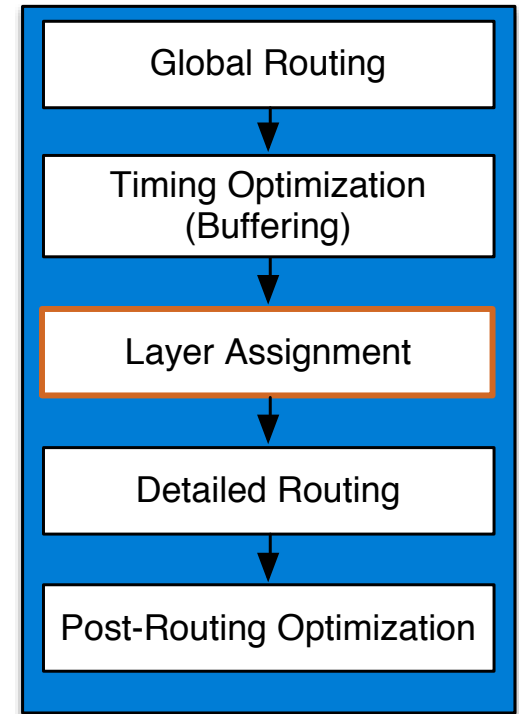 Global Routing
Timing Optimization
(Buffering)
Layer Assignment
Detailed Routing
Post-Routing Optimization